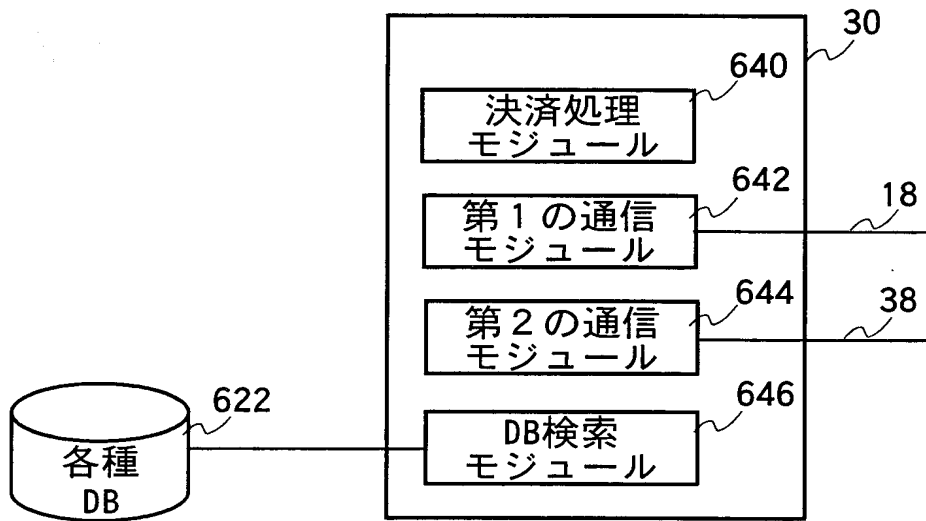 30
640
決済処理
モジュール
642
第1の通信
モジュール
18
644
第2の通信
モジュール
38
646
DB検索
モジュール
622
各種
DB